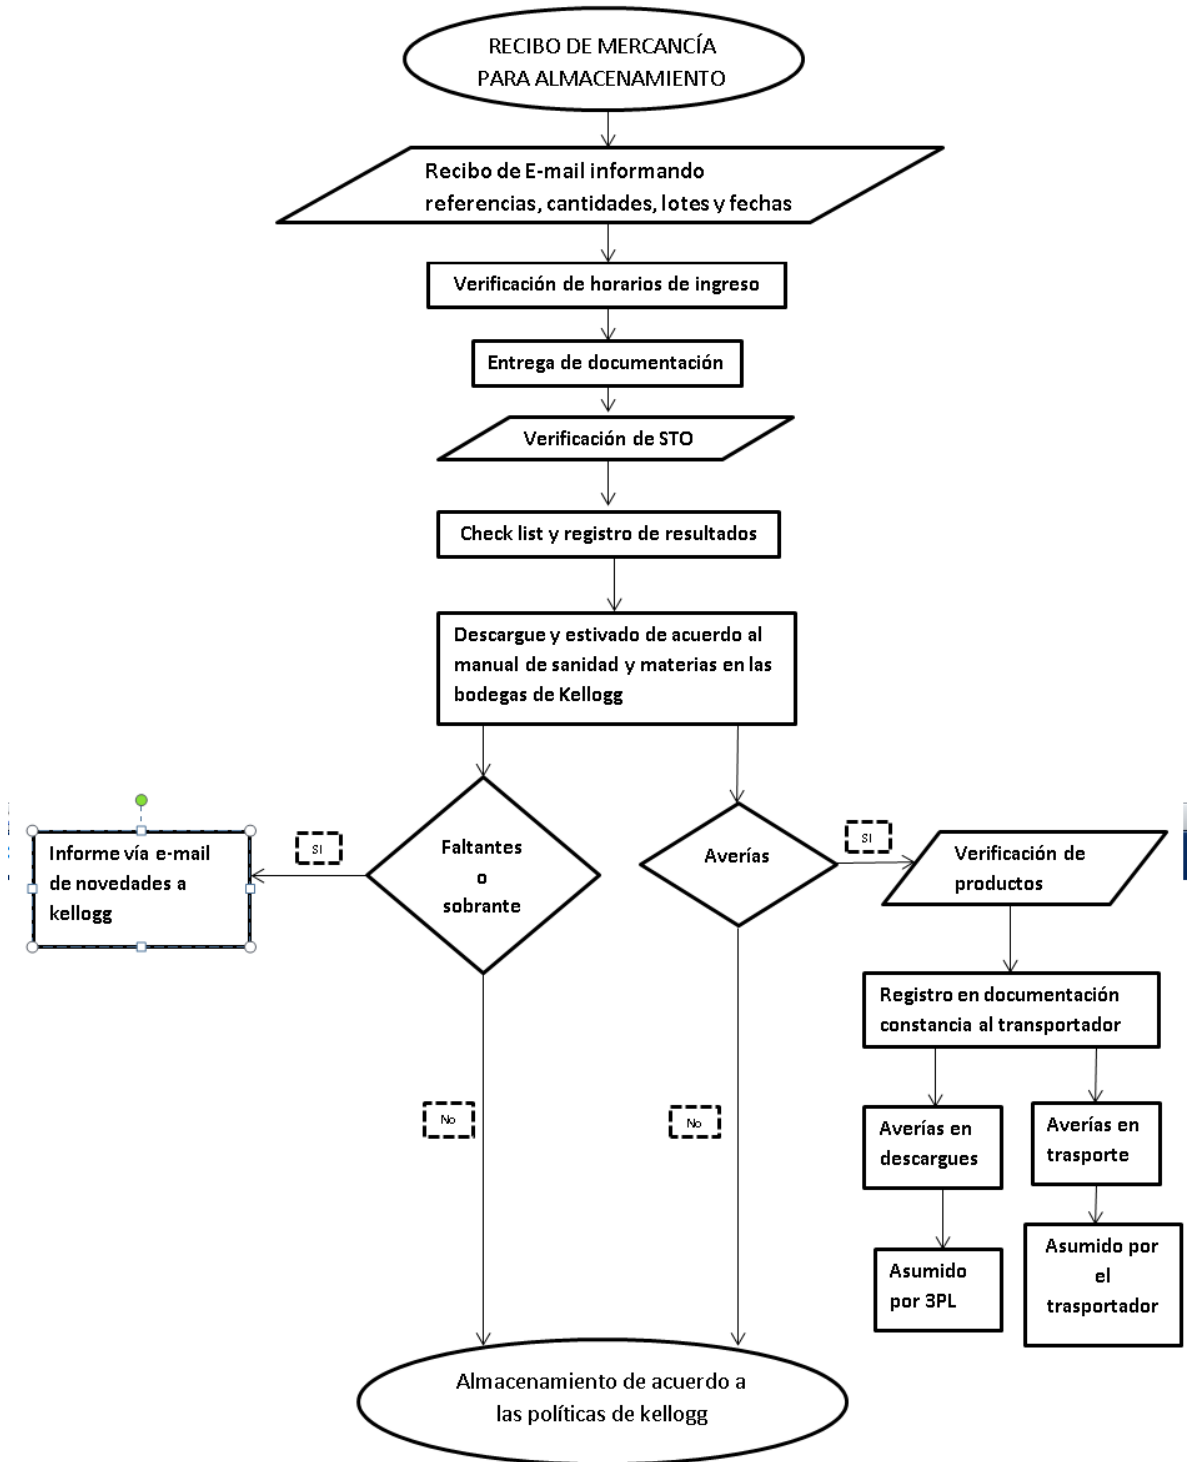 RECIBO DE MERCANCÍA
PARA ALMACENAMIENTO
Recibo de E-mail informando
referencias, cantidades, lotes y fechas
Verificación de horarios de ingreso
Entrega de documentación
Verificación de STO
Check list y registro de resultados
Descargue y estivado de acuerdo al
manual de sanidad y materias en las
bodegas de Kellogg
Informe vía e-mail
de novedades a
kellogg
SI
Faltantes
o
sobrante
Averías
SI
Verificación de
productos
Registro en documentación
constancia al transportador
No
No
Averías en
descargues
Averías en
trasporte
Asumido
por 3PL
Asumido por
el
trasportador
Almacenamiento de acuerdo a
las políticas de kellogg